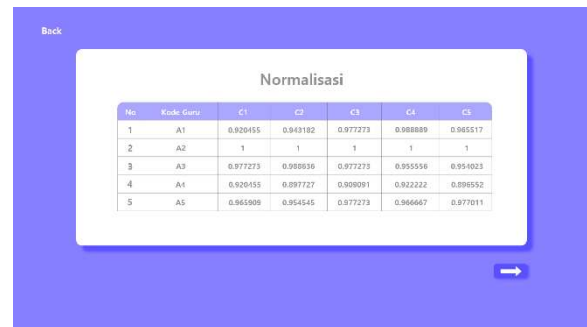 Back
Normalisasi
No Kode Guru C1 C2 C3 C4 C5
1 A1 0.920455 0.943182 0.977273 0.988889 0.965517
2 A2 1 1 1 1 1
3 A3 0.977273 0.988636 0.977273 0.955556 0.954023
4 A4 0.920455 0.897727 0.909091 0.922222 0.896552
5 A5 0.965909 0.954545 0.977273 0.966667 0.977011